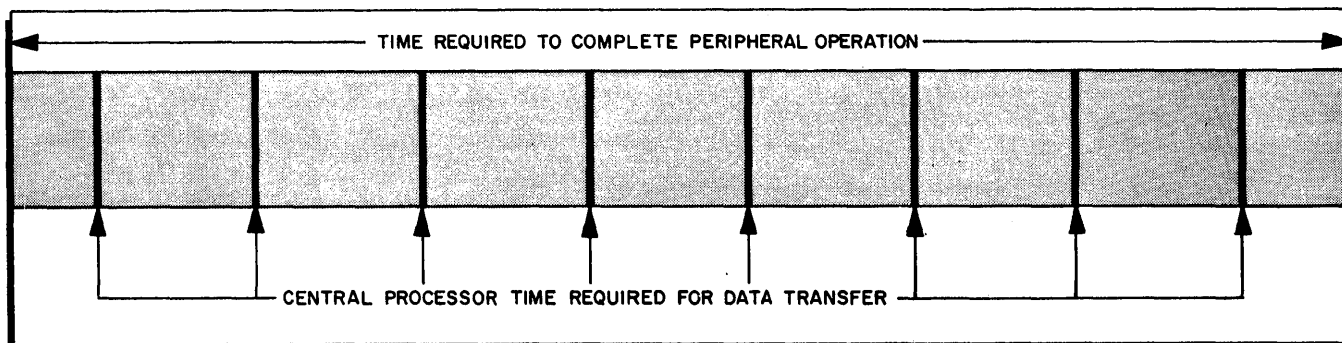 TIME REQUIRED TO COMPLETE PERIPHERAL OPERATION
CENTRAL PROCESSOR TIME REQUIRED FOR DATA TRANSFER